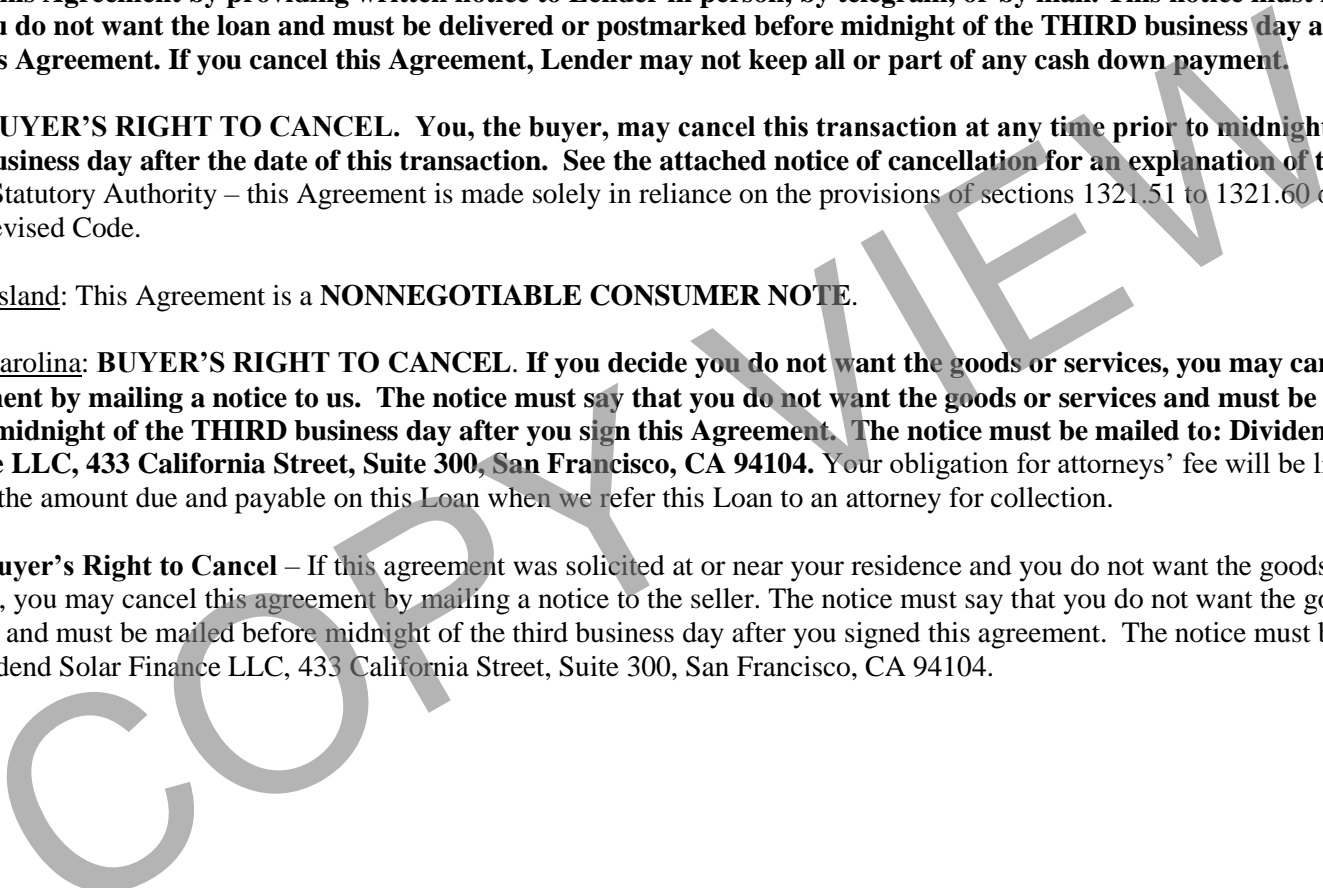 this Agreement by providing written notice to Lender in person, by telegram, or by mail. This notice must
u do not want the loan and must be delivered or postmarked before midnight of the THIRD business day a
s Agreement. If you cancel this Agreement, Lender may not keep all or part of any cash down payment.
UYER’S RIGHT TO CANCEL. You, the buyer, may cancel this transaction at any time prior to midnight
usiness day after the date of this transaction. See the attached notice of cancellation for an explanation of t
Statutory Authority – this Agreement is made solely in reliance on the provisions of sections 1321.51 to 1321.60 o
evised Code.
sland: This Agreement is a NONNEGOTIABLE CONSUMER NOTE.
arolina: BUYER’S RIGHT TO CANCEL. If you decide you do not want the goods or services, you may can
ent by mailing a notice to us. The notice must say that you do not want the goods or services and must be
midnight of the THIRD business day after you sign this Agreement. The notice must be mailed to: Dividen
e LLC, 433 California Street, Suite 300, San Francisco, CA 94104. Your obligation for attorneys’ fee will be li
the amount due and payable on this Loan when we refer this Loan to an attorney for collection.
uyer’s Right to Cancel – If this agreement was solicited at or near your residence and you do not want the goods
, you may cancel this agreement by mailing a notice to the seller. The notice must say that you do not want the go
and must be mailed before midnight of the third business day after you signed this agreement. The notice must b
dend Solar Finance LLC, 433 California Street, Suite 300, San Francisco, CA 94104.
COPY VIEW